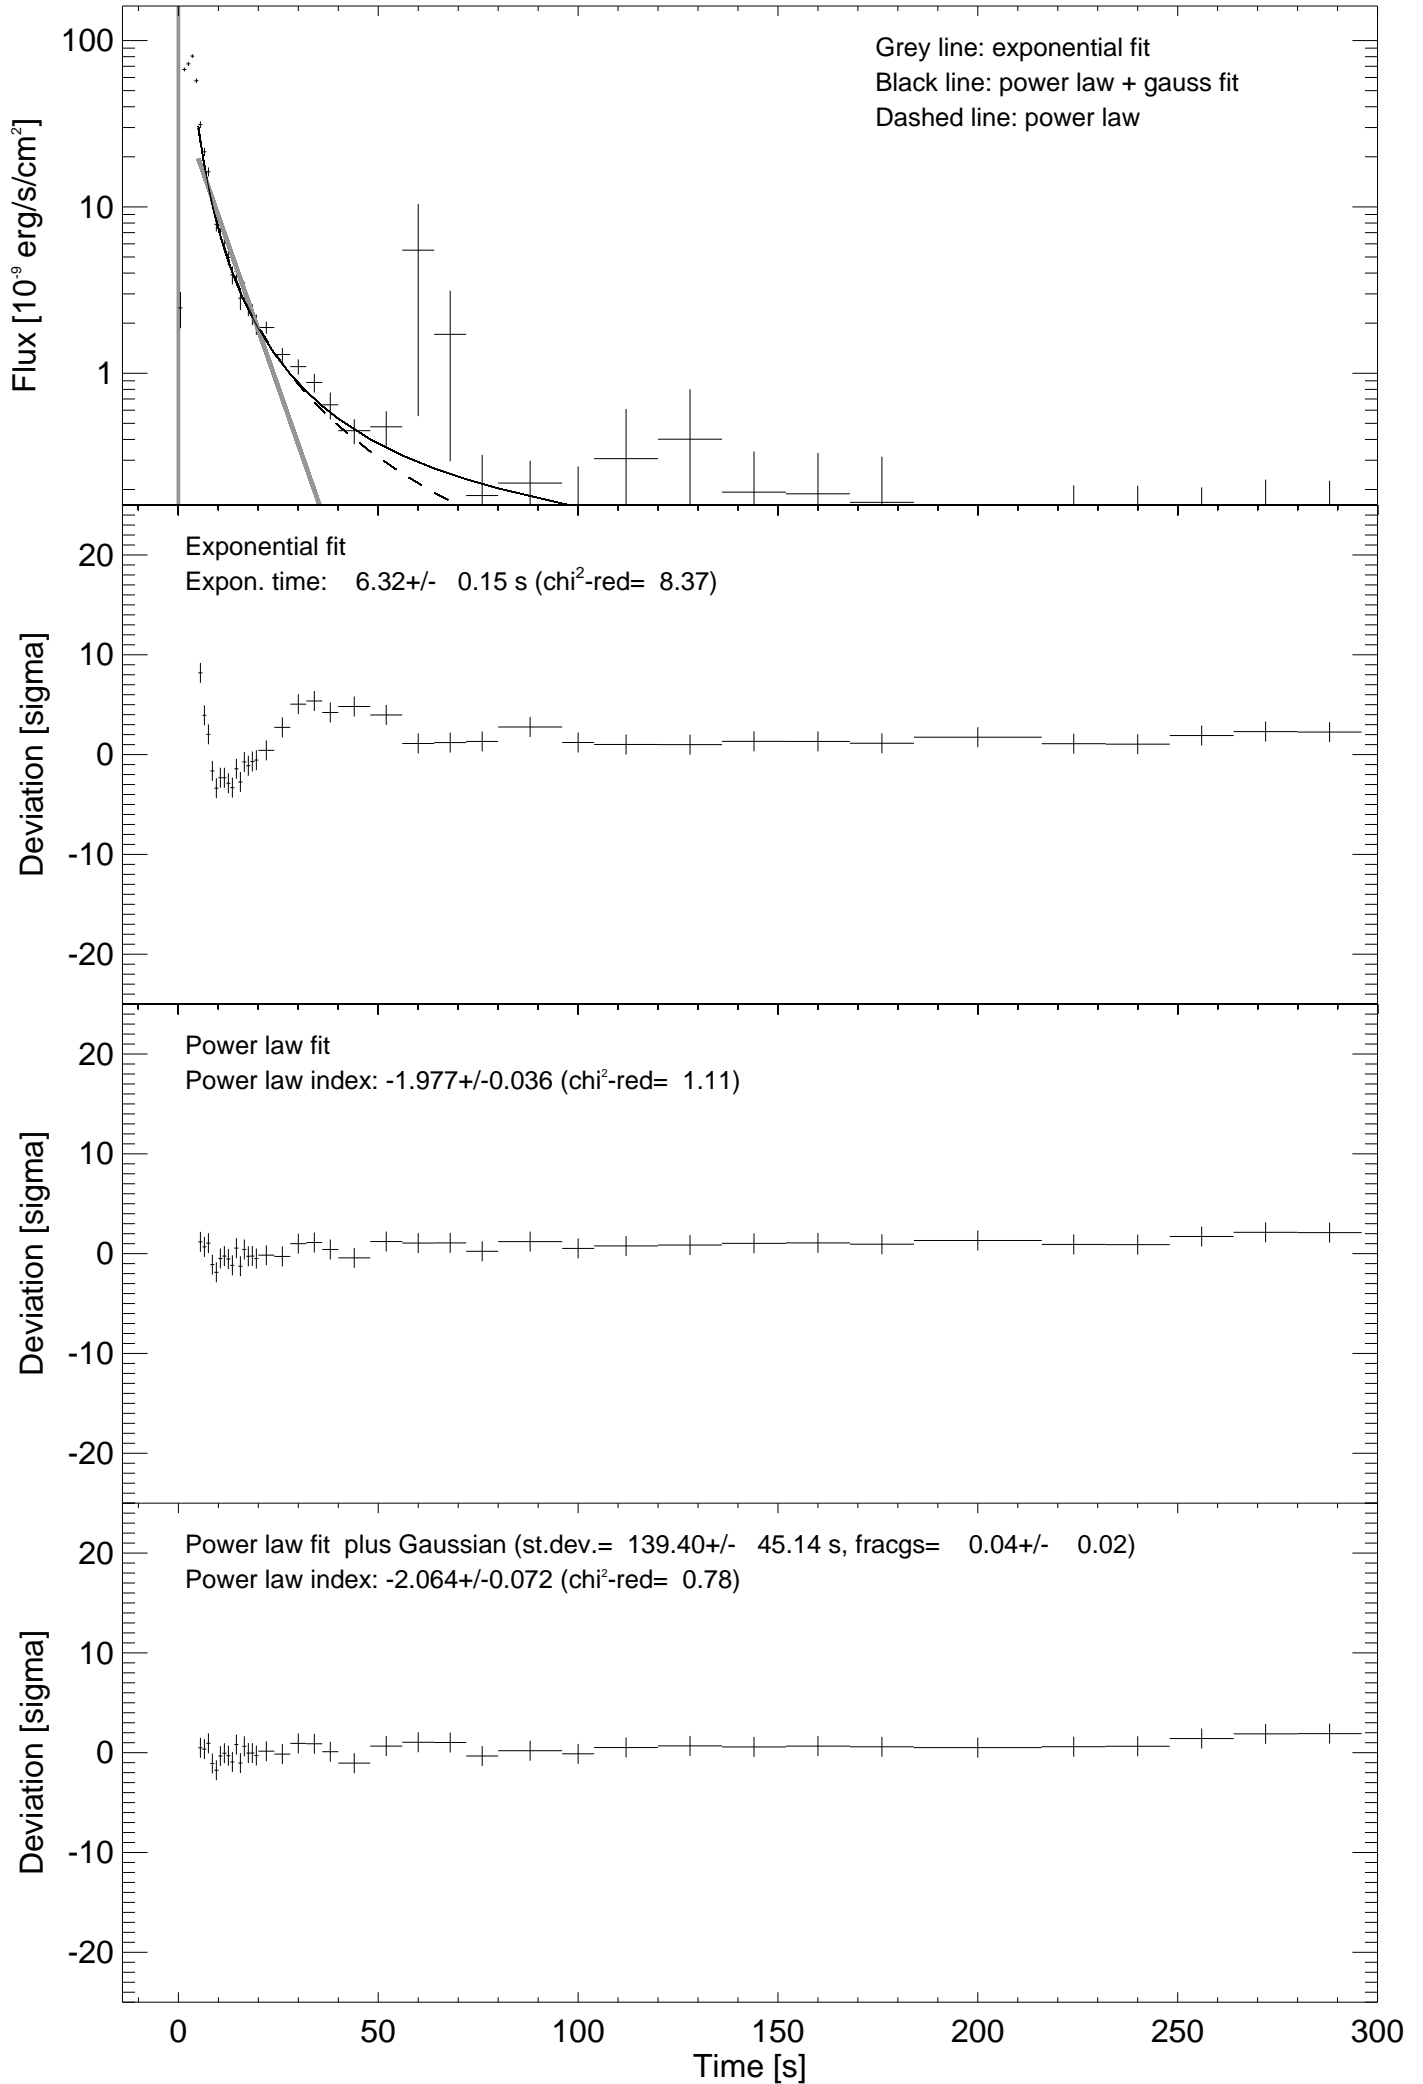 100
10
1
Flux [10⁻⁹ erg/s/cm²]
Grey line: exponential fit
Black line: power law + gauss fit
Dashed line: power law
20
10
0
-10
-20
Deviation [sigma]
Exponential fit
Expon. time: 6.32+/- 0.15 s (chi²-red= 8.37)
20
10
0
-10
-20
Deviation [sigma]
Power law fit
Power law index: -1.977+/-0.036 (chi²-red= 1.11)
20
10
0
-10
-20
Deviation [sigma]
Power law fit plus Gaussian (st.dev.= 139.40+/- 45.14 s, fracgs= 0.04+/- 0.02)
Power law index: -2.064+/-0.072 (chi²-red= 0.78)
0 50 100 150 200 250 300
Time [s]